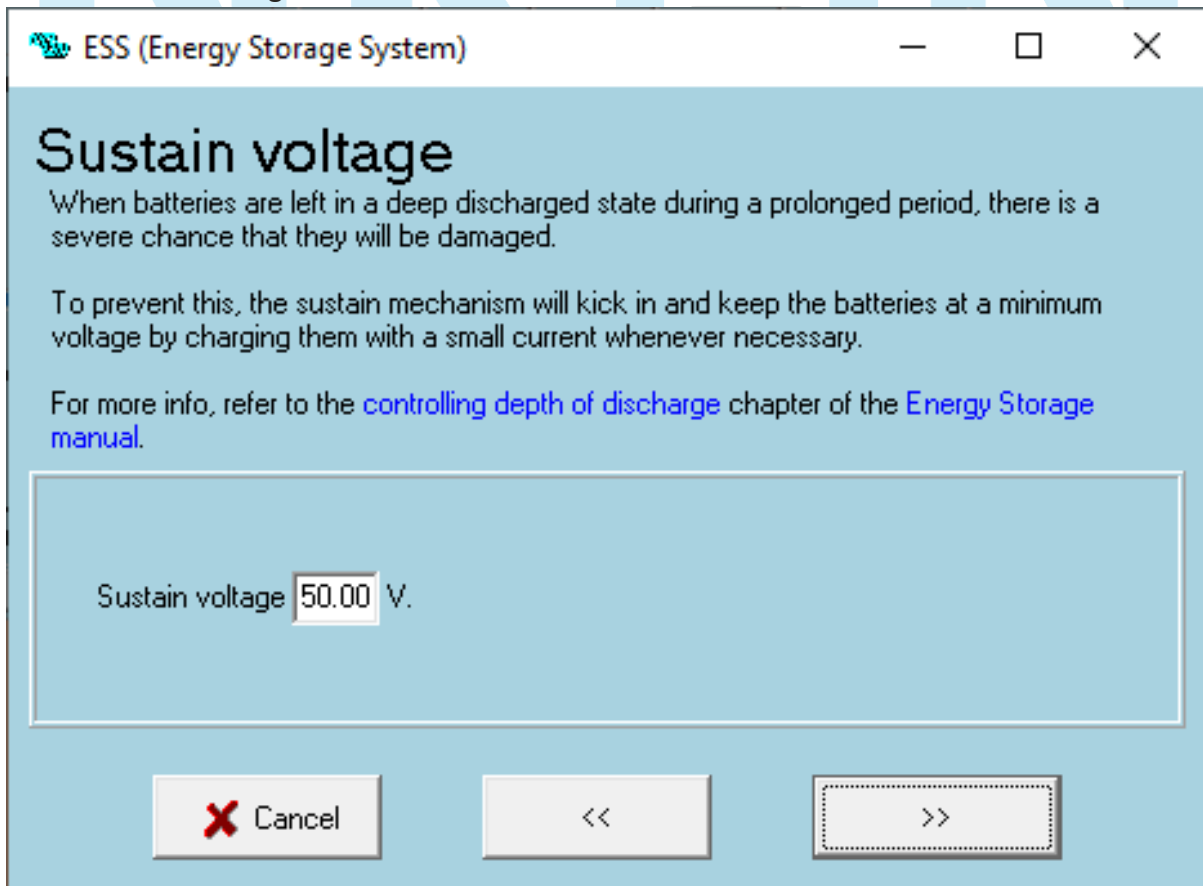 ESS (Energy Storage System)
Sustain voltage
When batteries are left in a deep discharged state during a prolonged period, there is a
severe chance that they will be damaged.
To prevent this, the sustain mechanism will kick in and keep the batteries at a minimum
voltage by charging them with a small current whenever necessary.
For more info, refer to the controlling depth of discharge chapter of the Energy Storage
manual.
Sustain voltage 50.00 V.
Cancel << >>